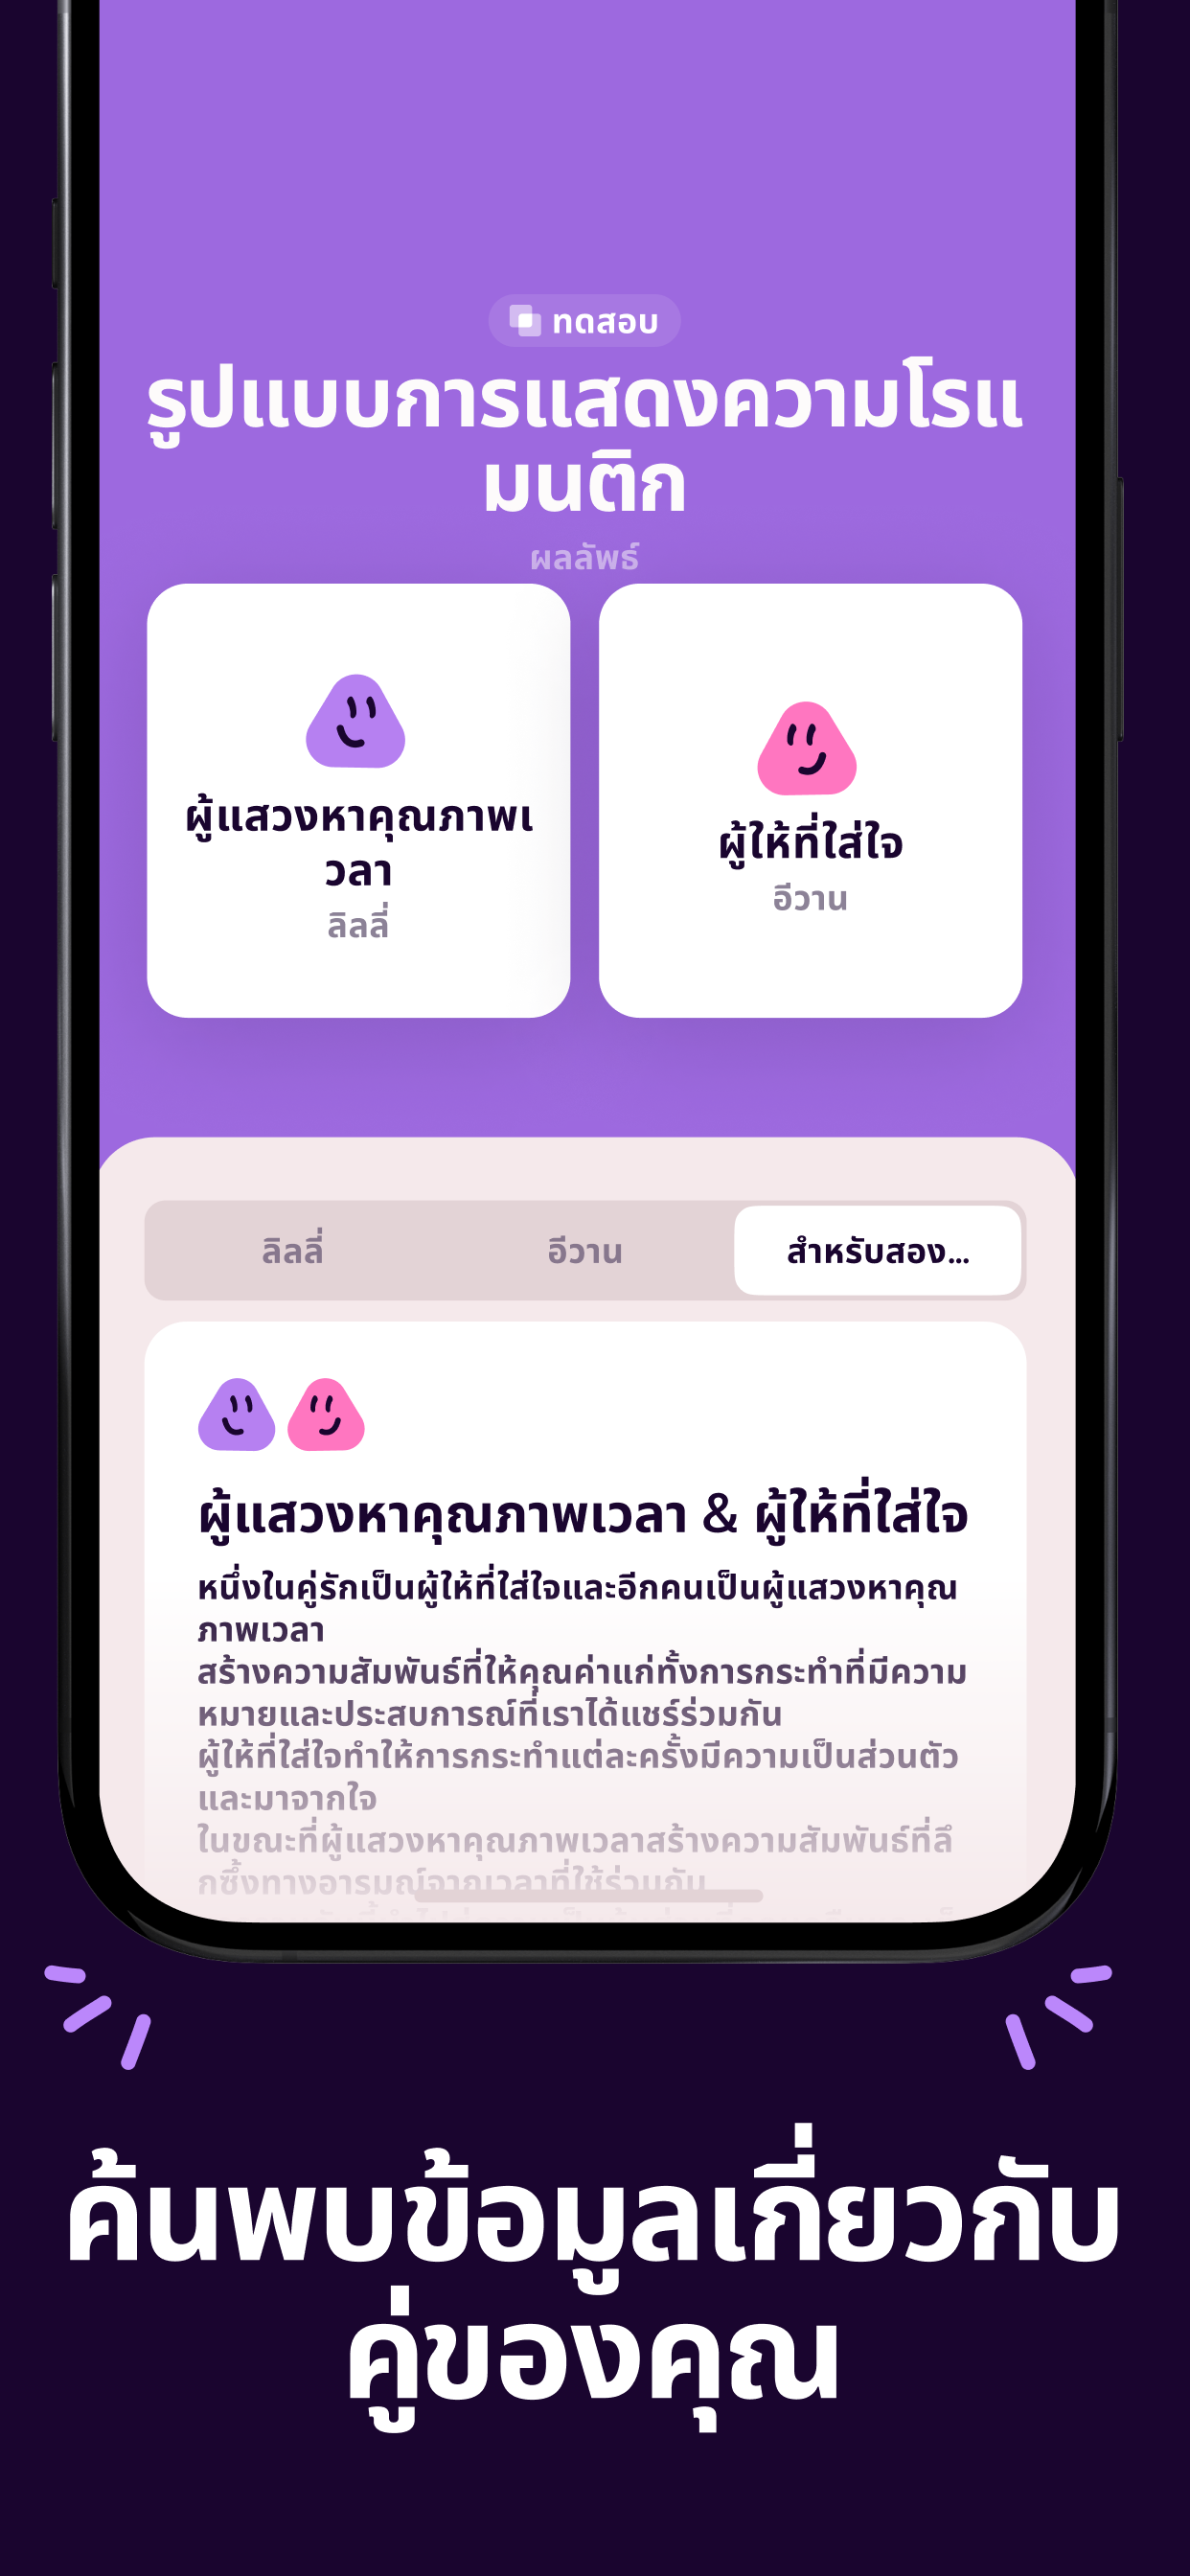 ทดสอบ
รูปแบบการแสดงความโรแ
มนติก
ผลลัพธ์
ผู้แสวงหาคุณภาพเ
วลา
ลิลลี่
ผู้ให้ที่ใส่ใจ
อีวาน
ลิลลี่
อีวาน
สำหรับสอง...
ผู้แสวงหาคุณภาพเวลา & ผู้ให้ที่ใส่ใจ
หนึ่งในคู่รักเป็นผู้ให้ที่ใส่ใจและอีกคนเป็นผู้แสวงหาคุณ
ภาพเวลา
สร้างความสัมพันธ์ที่ให้คุณค่าแก่ทั้งการกระทำที่มีความ
หมายและประสบการณ์ที่เราได้แชร์ร่วมกัน
ผู้ให้ที่ใส่ใจทำให้การกระทำแต่ละครั้งมีความเป็นส่วนตัว
และมาจากใจ
ในขณะที่ผู้แสวงหาคุณภาพเวลาสร้างความสัมพันธ์ที่ลึ
กซึ้งทางอารมณ์จากเวลาที่ใช้ร่วมกัน
ค้นพบข้อมูลเกี่ยวกับ
คู่ของคุณ